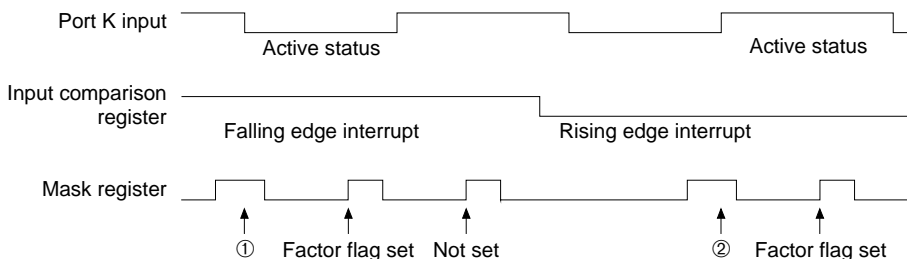 Port K input
Active status
Active status
Input comparison
register
Falling edge interrupt
Rising edge interrupt
Mask register
①
Factor flag set
Not set
②
Factor flag set